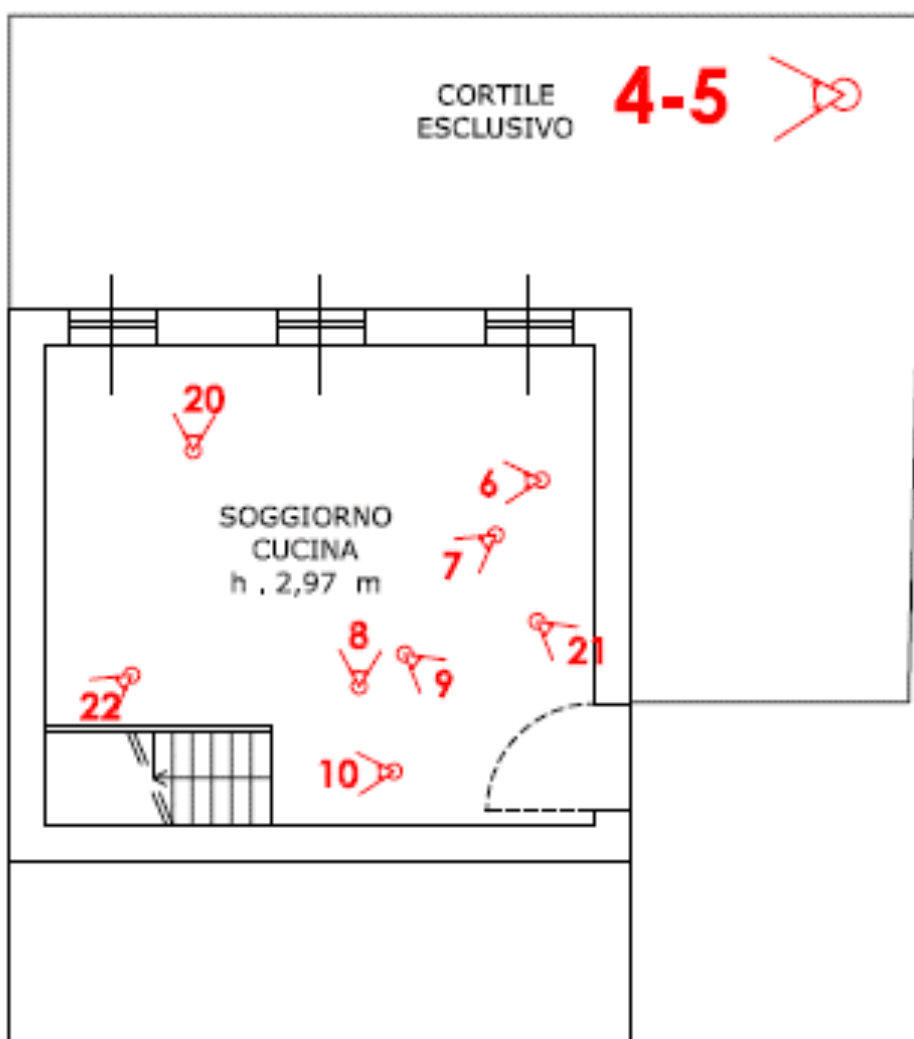 CORTILE
ESCLUSIVO
4-5
20
6
SOGGIORNO
CUCINA
h . 2,97 m
7
8
21
9
22
10